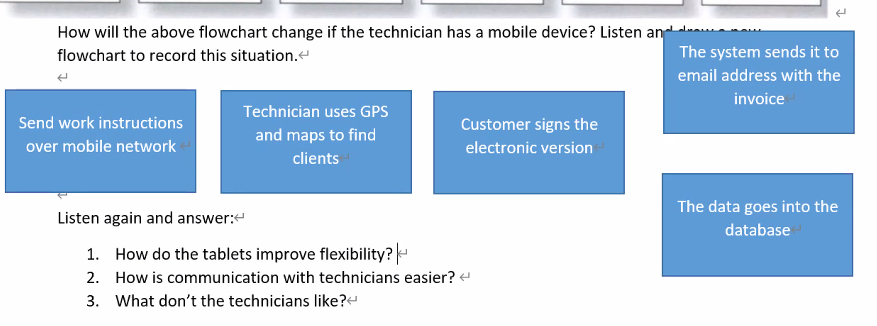 How will the above flowchart change if the technician has a mobile device? Listen and draw a new
flowchart to record this situation.
Send work instructions
over mobile network
Technician uses GPS
and maps to find
clients
Customer signs the
electronic version
The system sends it to
email address with the
invoice
The data goes into the
database
Listen again and answer:
1. How do the tablets improve flexibility?
2. How is communication with technicians easier?
3. What don't the technicians like?